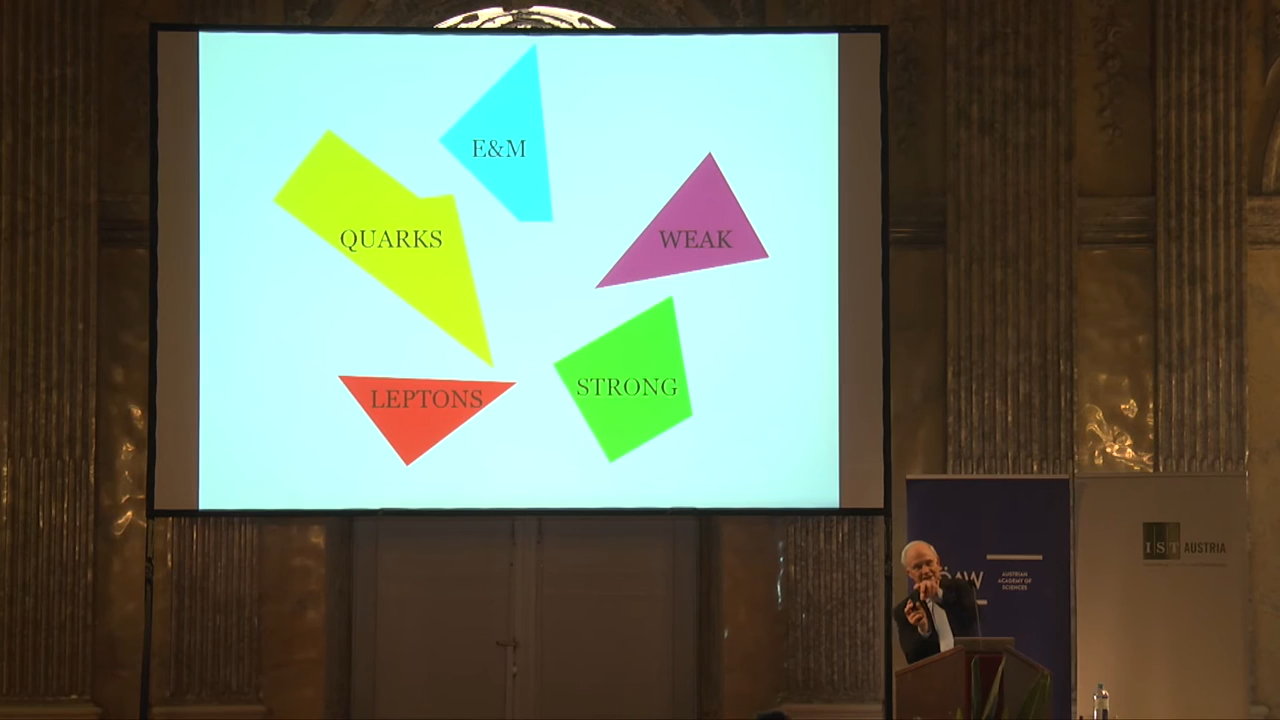 E&M
QUARKS
WEAK
STRONG
LEPTONS
IST AUSTRIA
AUSTRIAN
ACADEMY OF
SCIENCES